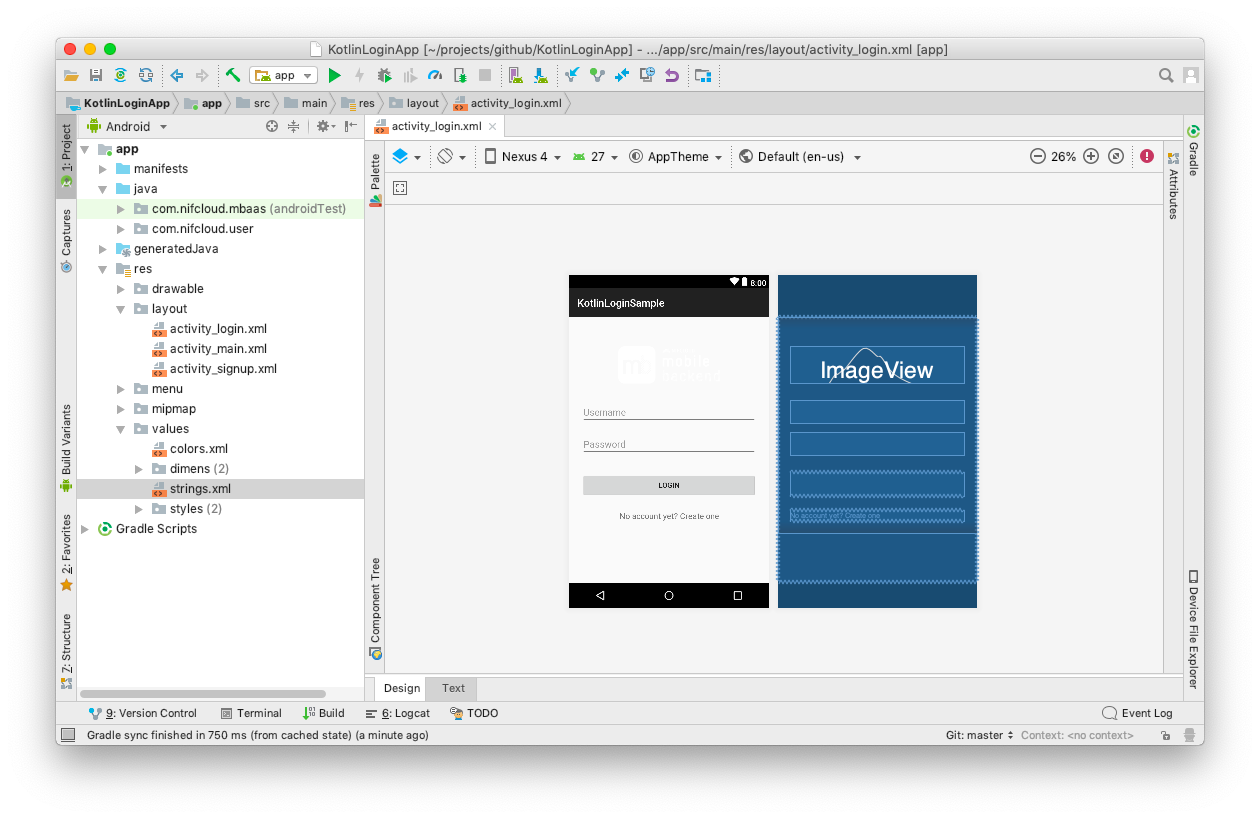 KotlinLoginApp [~/projects/github/KotlinLoginApp] - .../app/src/main/res/layout/activity_login.xml [app]
app
KotlinLoginApp app src main res layout activity_login.xml
1: Project
Captures
Build Variants
2: Favorites
7: Structure
Android
app
manifests
java
com.nifcloud.mbaas (androidTest)
com.nifcloud.user
generatedJava
res
drawable
layout
activity_login.xml
activity_main.xml
activity_signup.xml
menu
mipmap
values
colors.xml
dimens (2)
strings.xml
styles (2)
Gradle Scripts
activity_login.xml
Palette
Component Tree
Nexus 4 27 AppTheme Default (en-us) 26%
8:00
KotlinLoginSample
mobile
Username
Password
LOGIN
No account yet? Create one
ImageView
No account yet? Create one
Gradle
Attributes
Device File Explorer
Design Text
9: Version Control Terminal Build 6: Logcat TODO Event Log
Gradle sync finished in 750 ms (from cached state) (a minute ago) Git: master Context: <no context>